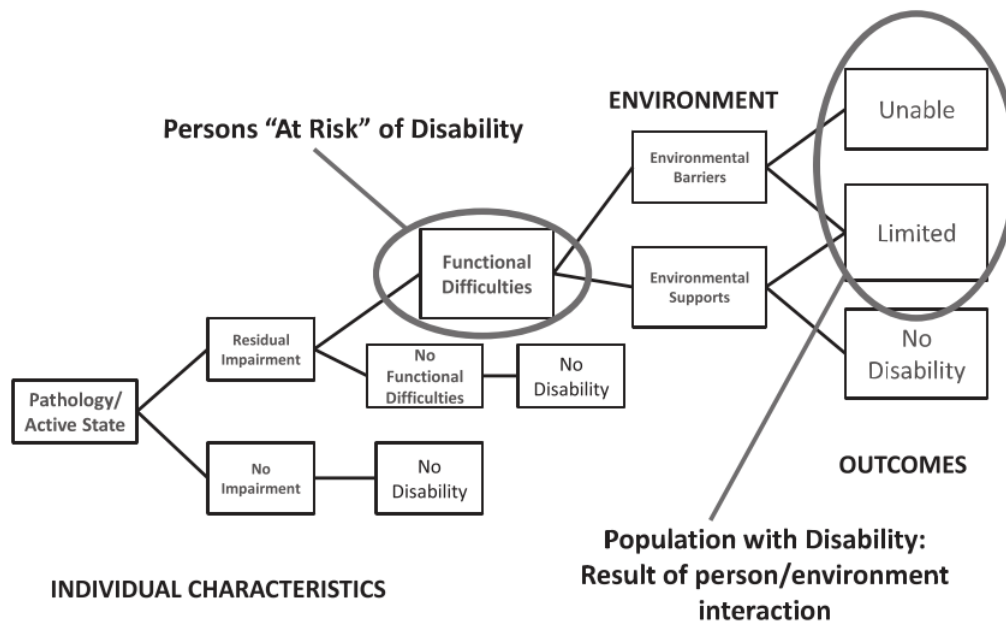 ENVIRONMENT
Unable
Persons “At Risk” of Disability
Environmental
Barriers
Limited
Functional
Difficulties
Environmental
Supports
Residual
Impairment
No
Functional
Difficulties
No
Disability
No
Disability
Pathology/
Active State
No
Impairment
No
Disability
OUTCOMES
Population with Disability:
Result of person/environment
interaction
INDIVIDUAL CHARACTERISTICS